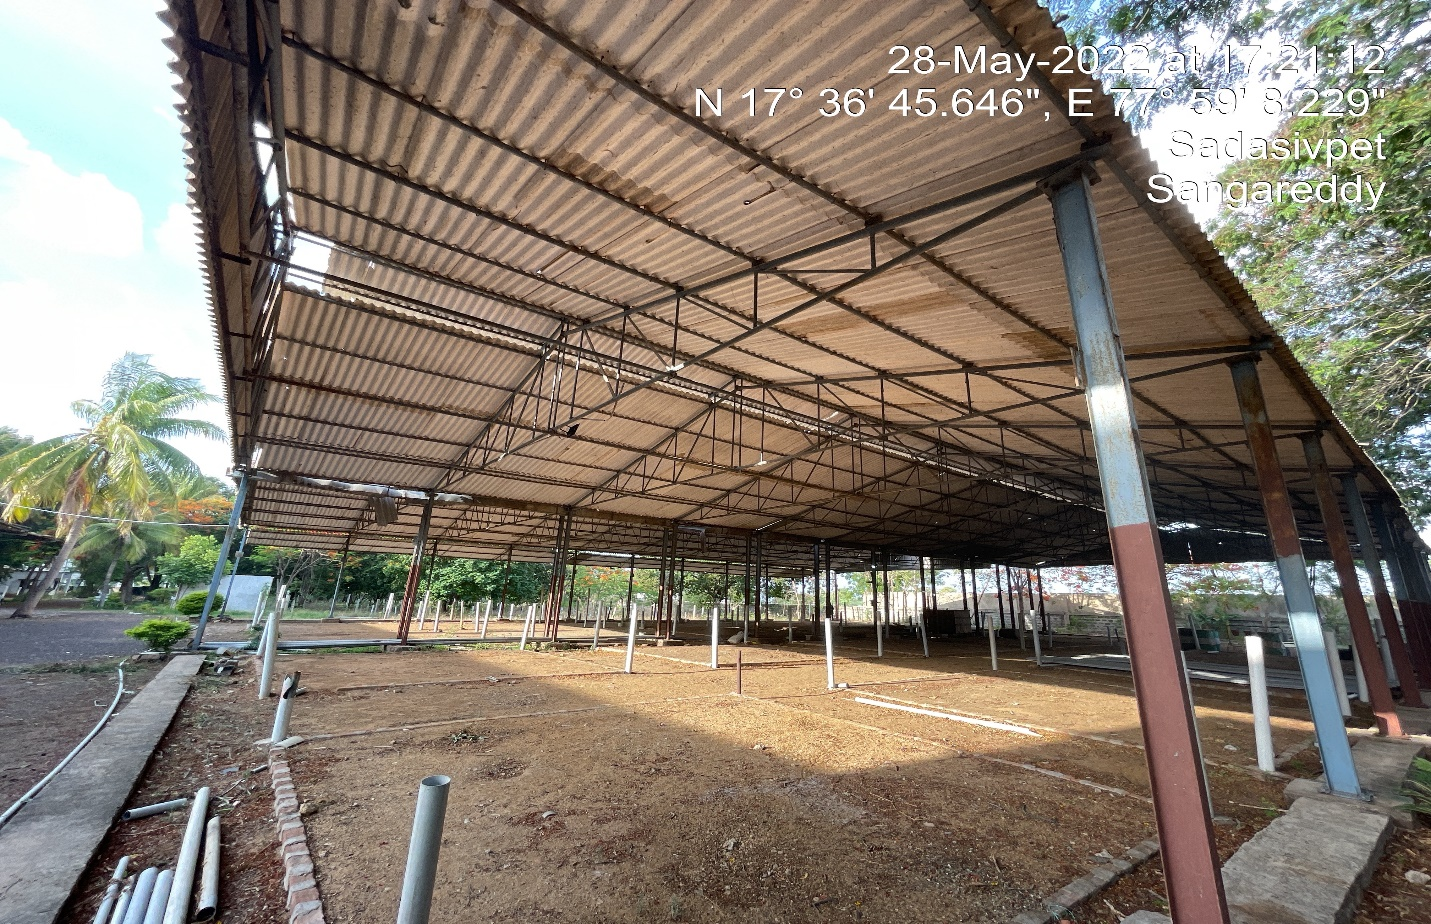 28-May-2022 at 17:21:12
N 17° 36' 45.646", E 77° 59' 8.229"
Sadasivpet
Sangareddy